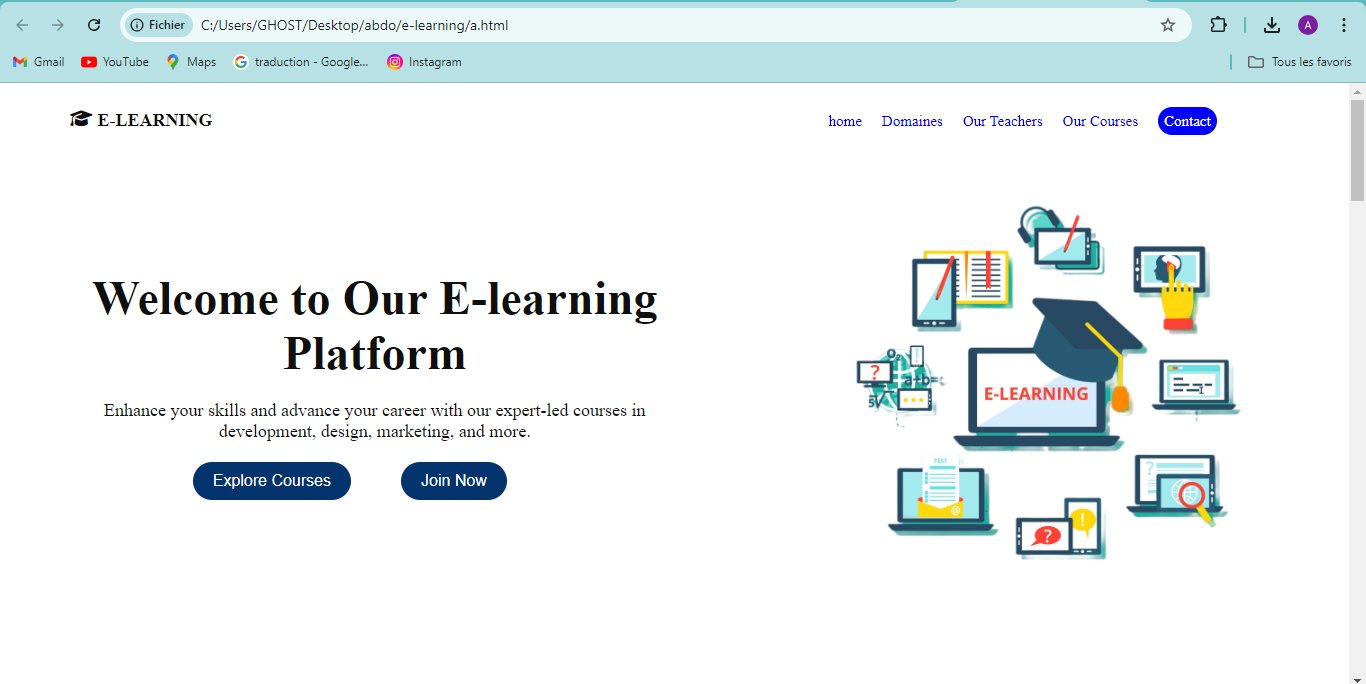 Fichier
C:/Users/GHOST/Desktop/abdo/e-learning/a.html
A
Gmail
YouTube
Maps
traduction - Google...
Instagram
Tous les favoris
E-LEARNING
home
Domaines
Our Teachers
Our Courses
Contact
Welcome to Our E-learning
Platform
Enhance your skills and advance your career with our expert-led courses in
development, design, marketing, and more.
Explore Courses
Join Now
?
O₂
!
a+b=c
E-LEARNING
TEST
@
?
!
?